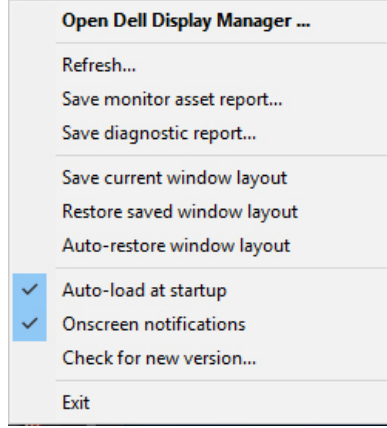 Open Dell Display Manager ...
Refresh...
Save monitor asset report...
Save diagnostic report...
Save current window layout
Restore saved window layout
Auto-restore window layout
Auto-load at startup
Onscreen notifications
Check for new version...
Exit